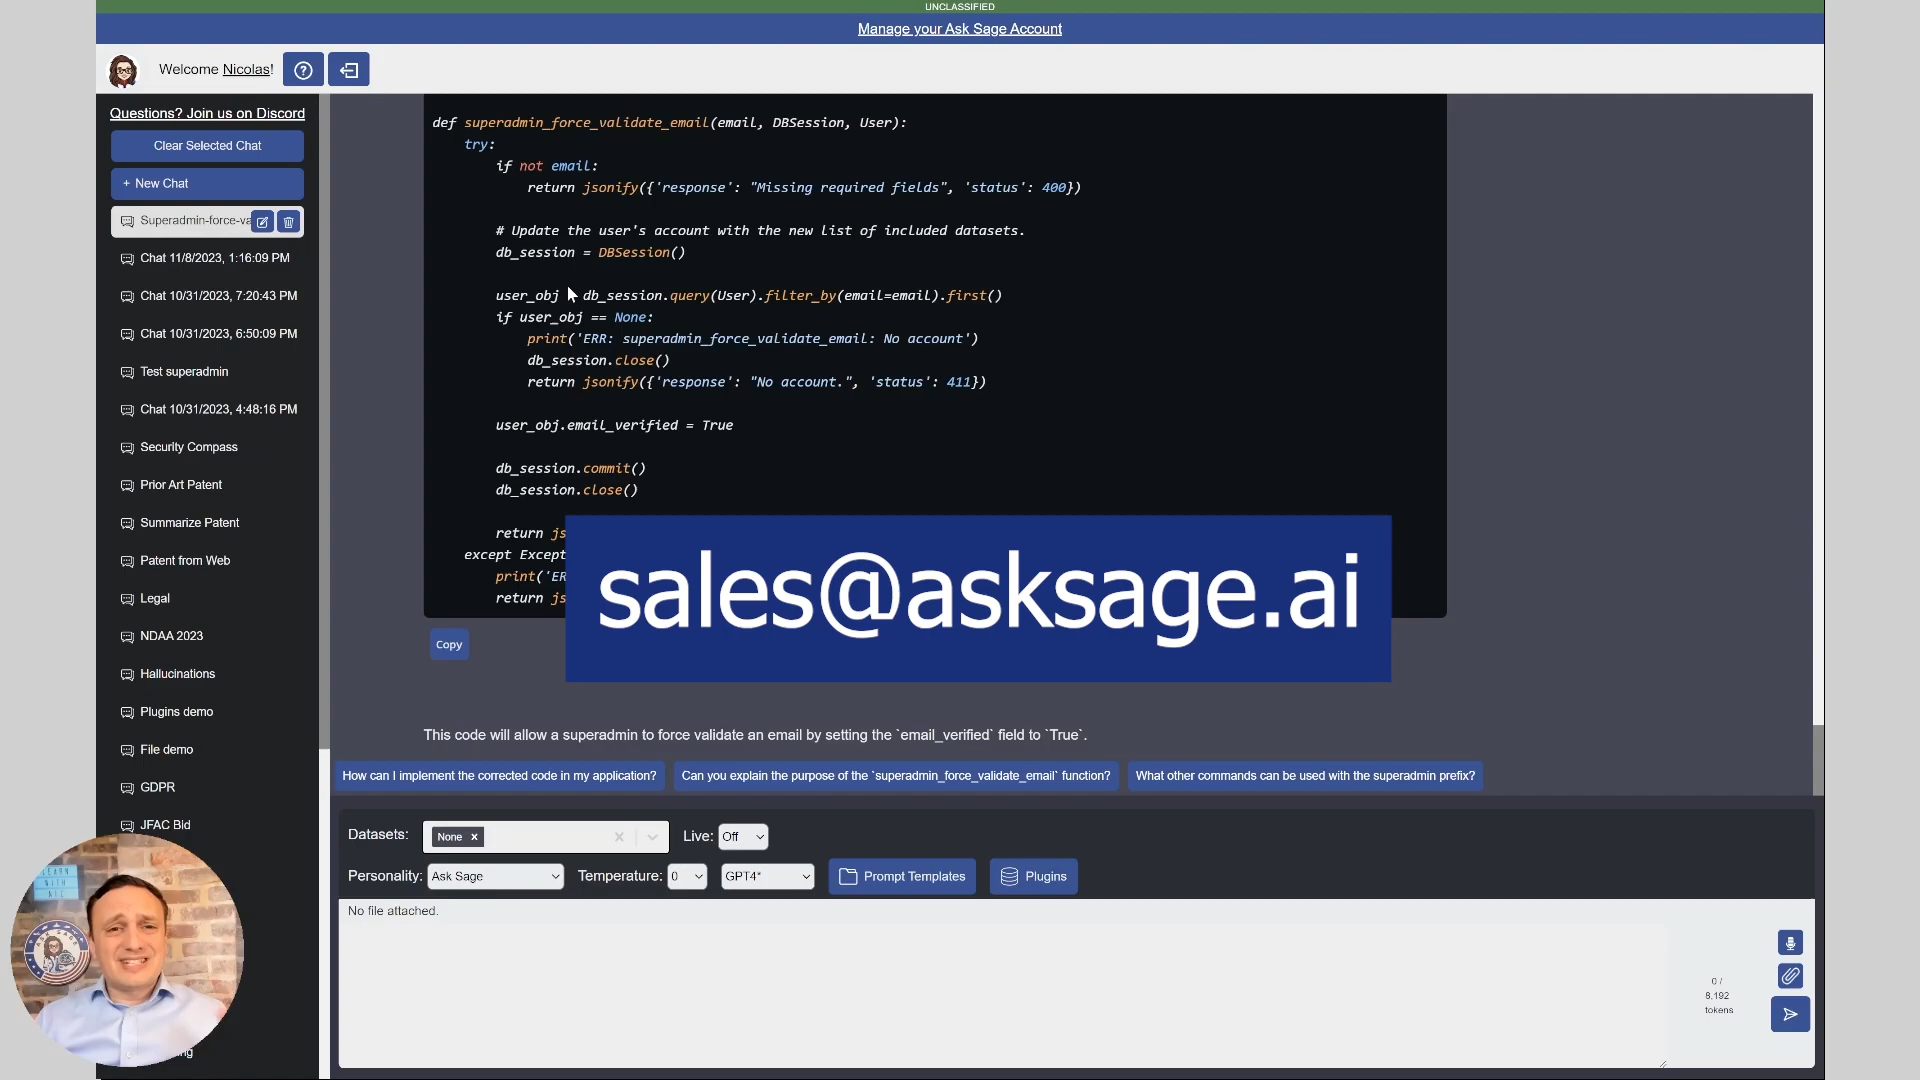 UNCLASSIFIED
Manage your Ask Sage Account
Welcome Nicolas!
Questions? Join us on Discord
Clear Selected Chat
+ New Chat
Superadmin-force-va
Chat 11/8/2023, 1:16:09 PM
Chat 10/31/2023, 7:20:43 PM
Chat 10/31/2023, 6:50:09 PM
Test superadmin
Chat 10/31/2023, 4:48:16 PM
Security Compass
Prior Art Patent
Summarize Patent
Patent from Web
Legal
NDAA 2023
Hallucinations
Plugins demo
File demo
GDPR
JFAC Bid
def superadmin_force_validate_email(email, DBSession, User):
try:
if not email:
return jsonify({'response': "Missing required fields", 'status': 400})
# Update the user's account with the new list of included datasets.
db_session = DBSession()
user_obj db_session.query(User).filter_by(email=email).first()
if user_obj == None:
print('ERR: superadmin_force_validate_email: No account')
db_session.close()
return jsonify({'response': "No account.", 'status': 411})
user_obj.email_verified = True
db_session.commit()
db_session.close()
return js
except Except
print('ER
return js
sales@asksage.ai
Copy
This code will allow a superadmin to force validate an email by setting the `email_verified` field to `True`.
How can I implement the corrected code in my application?
Can you explain the purpose of the `superadmin_force_validate_email` function?
What other commands can be used with the superadmin prefix?
Datasets: None × Live: Off
Personality: Ask Sage Temperature: 0 GPT4* Prompt Templates Plugins
No file attached.
0 /
8,192
tokens
LEARN
WITH
ASK SAGE